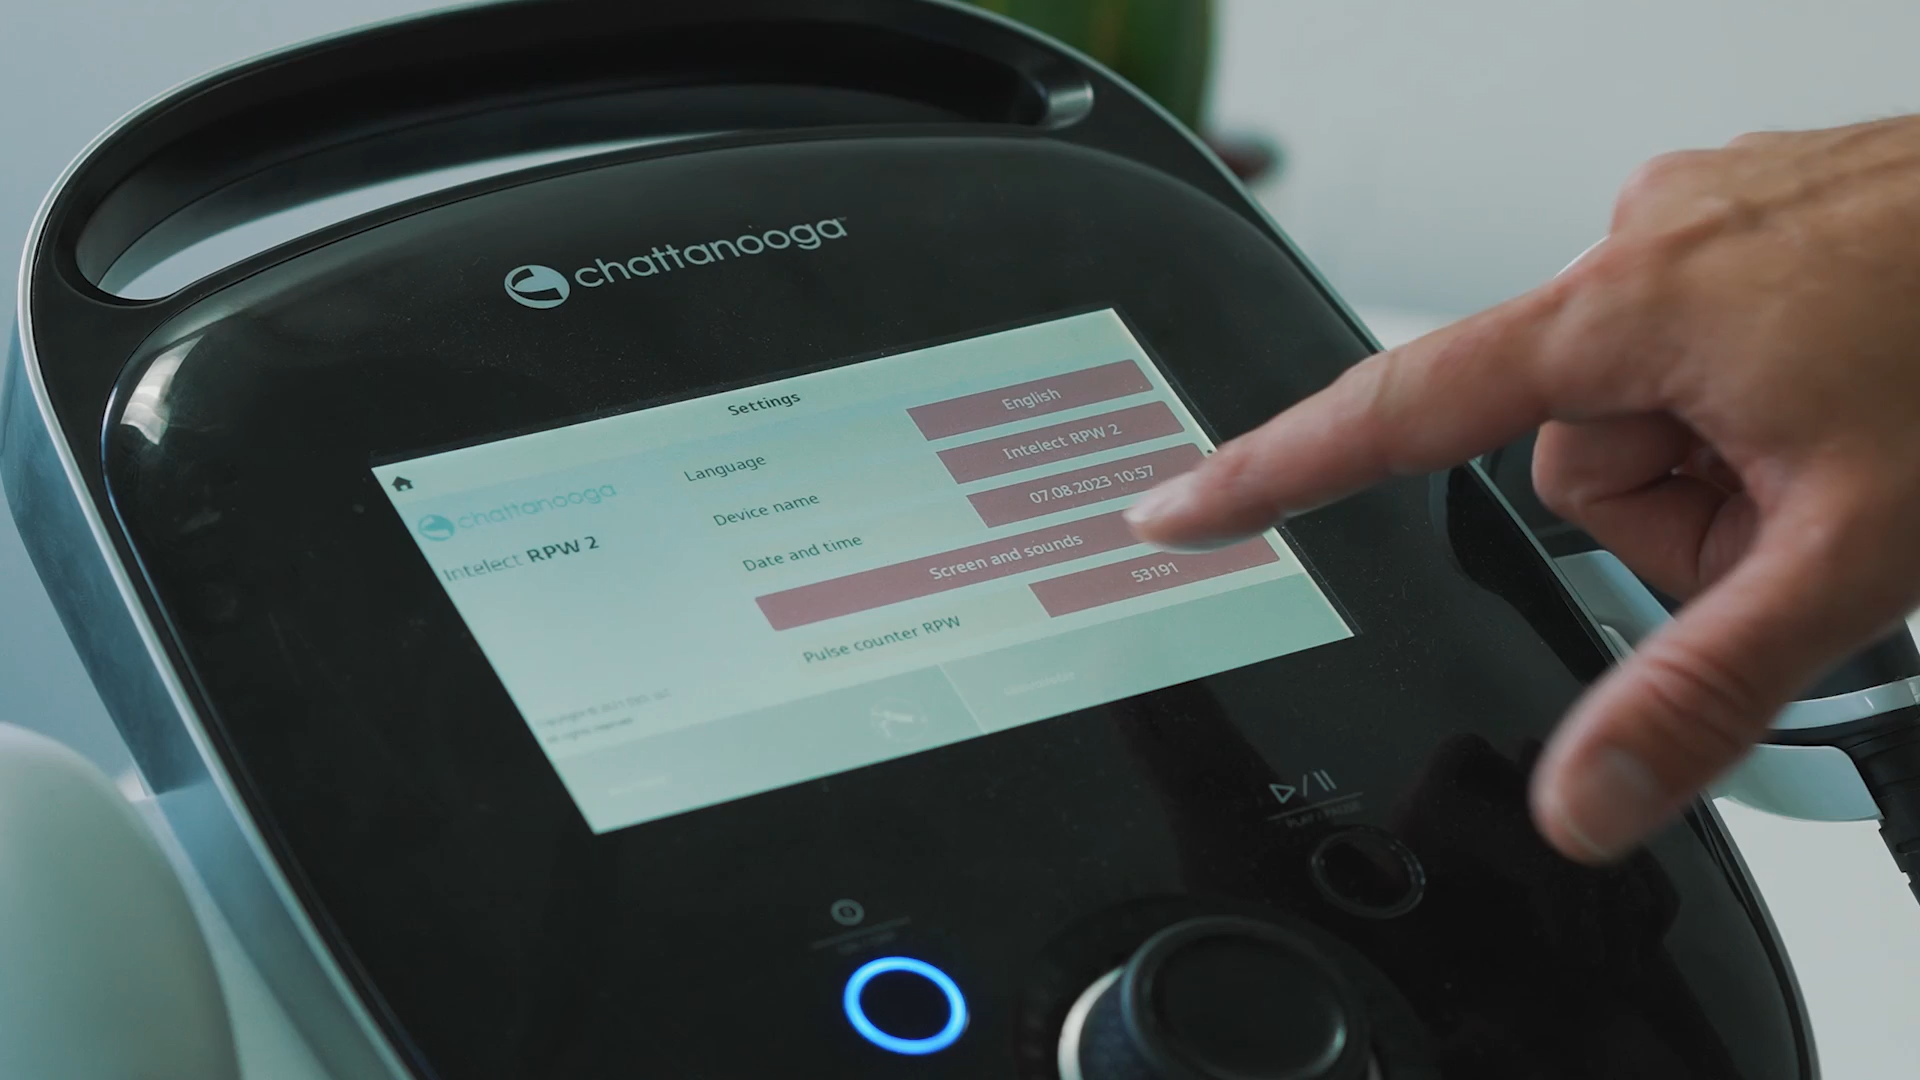 chattanooga™
Settings
chattanooga
Intelect RPW 2
Language
English
Device name
Intelect RPW 2
Date and time
07.08.2023 10:57
Screen and sounds
Pulse counter RPW
53191
PLAY / PAUSE